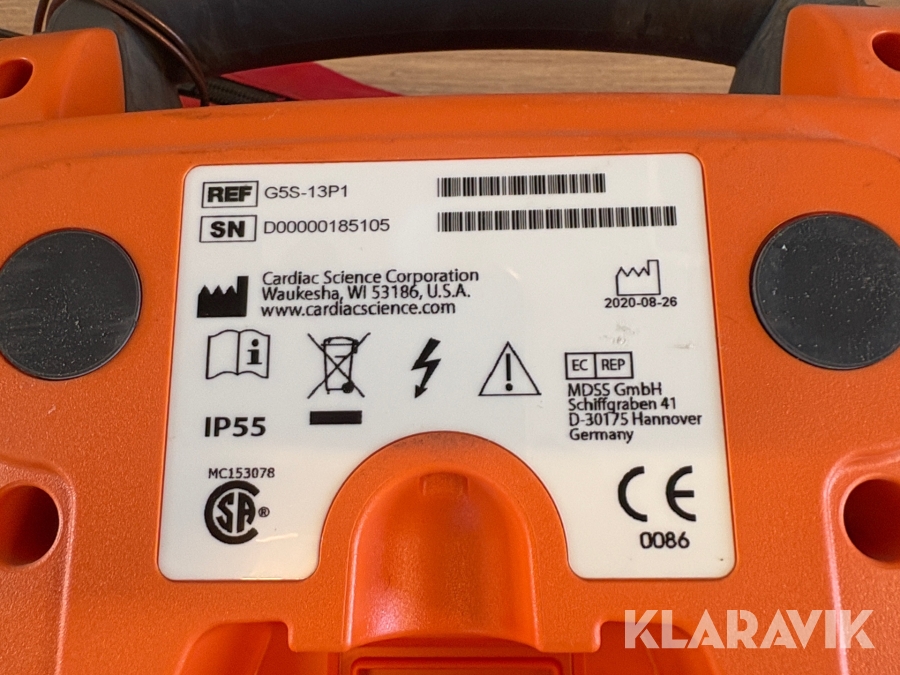 REF G5S-13P1
SN D00000185105
Cardiac Science Corporation
Waukesha, WI 53186, U.S.A.
www.cardiacscience.com
2020-08-26
i
EC REP
MDSS GmbH
Schiffgraben 41
D-30175 Hannover
Germany
IP55
MC153078
CSA ®
CE
0086
KLARAVIK